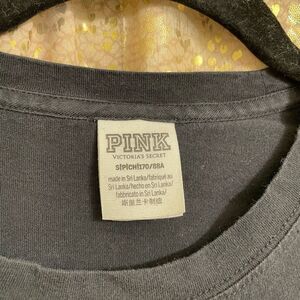 PINK
VICTORIA'S SECRET
S|P|CH|170/88A
made in Sri Lanka/fabriqué au
Sri Lanka/hecho en Sri Lanka/
fabbricato in Sri Lanka/
斯里兰卡制造